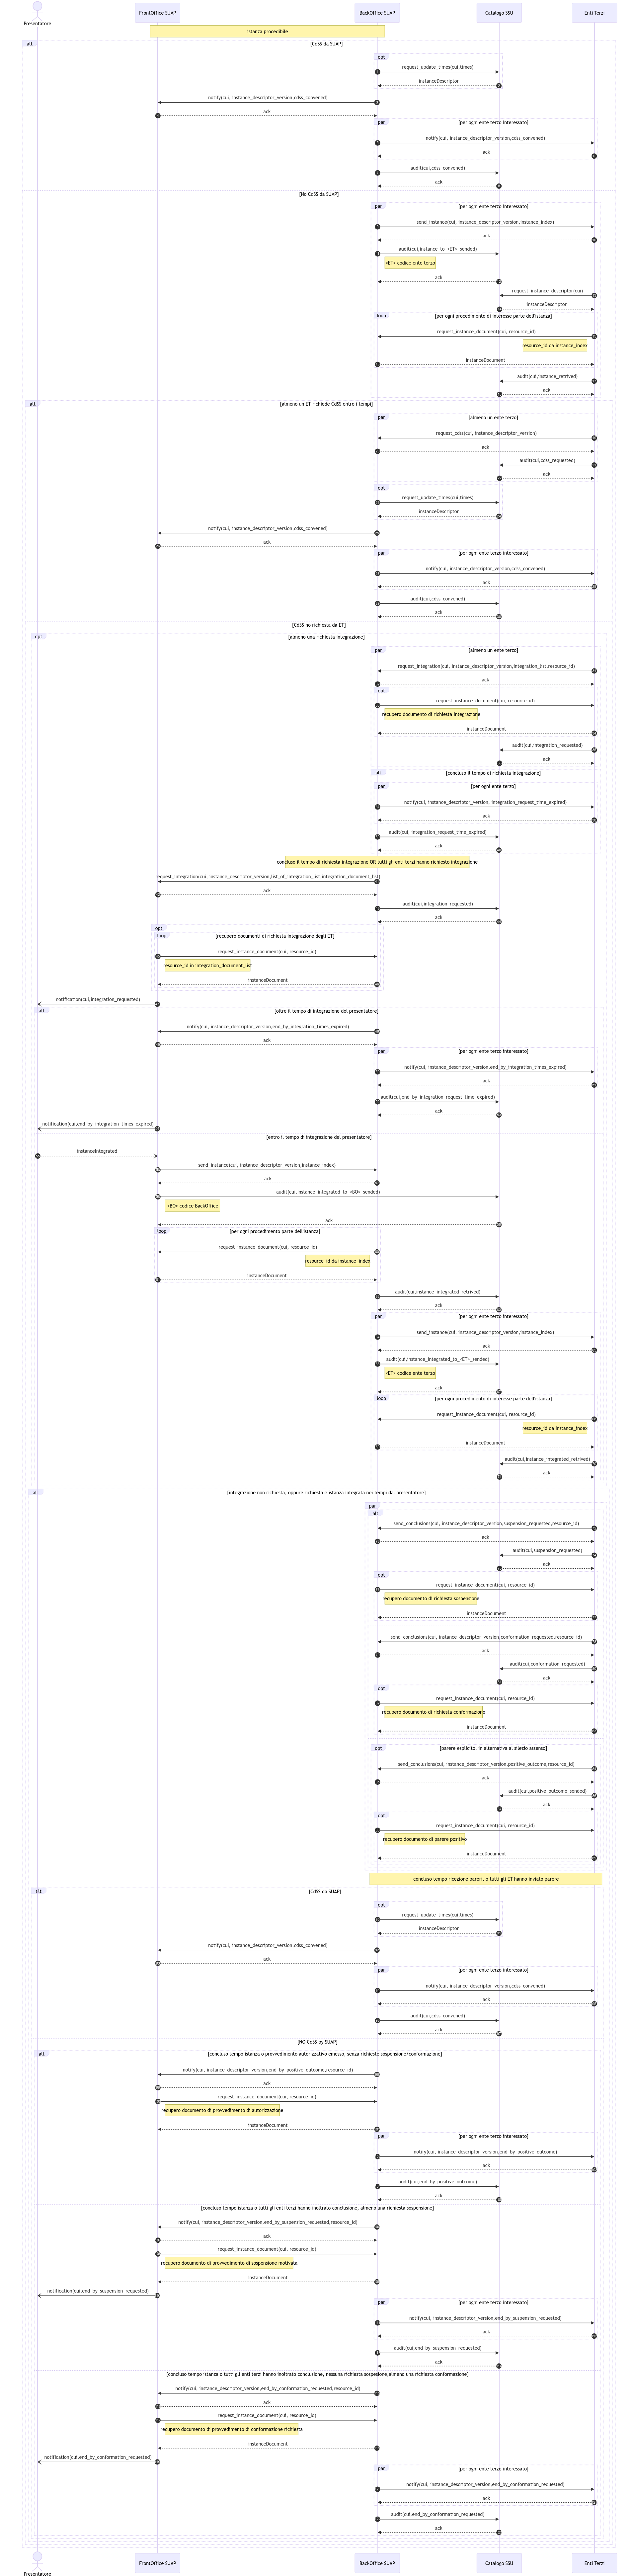 Presentatore
FrontOffice SUAP
BackOffice SUAP
Catalogo SSU
Enti Terzi
Istanza procedibile
alt
[CdSS da SUAP]
opt
request_update_times(cui,times)
instanceDescriptor
notify(cui, instance_descriptor_version,cdss_convened)
ack
par
[per ogni ente terzo interessato]
notify(cui, instance_descriptor_version,cdss_convened)
ack
audit(cui,cdss_convened)
ack
[No CdSS da SUAP]
par
[per ogni ente terzo interessato]
send_instance(cui, instance_descriptor_version,instance_index)
ack
audit(cui,instance_to_<ET>_sended)
<ET> codice ente terzo
ack
request_instance_descriptor(cui)
instanceDescriptor
loop
[per ogni procedimento di interesse parte dell'istanza]
request_instance_document(cui, resource_id)
resource_id da instance_index
instanceDocument
audit(cui,instance_retrived)
ack
alt
[almeno un ET richiede CdSS entro i tempi]
par
[almeno un ente terzo]
request_cdss(cui, instance_descriptor_version)
ack
audit(cui,cdss_requested)
ack
opt
request_update_times(cui,times)
instanceDescriptor
notify(cui, instance_descriptor_version,cdss_convened)
ack
par
[per ogni ente terzo interessato]
notify(cui, instance_descriptor_version,cdss_convened)
ack
audit(cui,cdss_convened)
ack
[CdSS no richiesta da ET]
opt
[almeno una richiesta integrazione]
par
[almeno un ente terzo]
request_integration(cui, instance_descriptor_version,integration_list,resource_id)
ack
opt
request_instance_document(cui, resource_id)
recupero documento di richiesta integrazione
instanceDocument
audit(cui,integration_requested)
ack
alt
[concluso il tempo di richiesta integrazione]
par
[per ogni ente terzo]
notify(cui, instance_descriptor_version, integration_request_time_expired)
ack
audit(cui, integration_request_time_expired)
ack
concluso il tempo di richiesta integrazione OR tutti gli enti terzi hanno richiesto integrazione
request_integration(cui, instance_descriptor_version,list_of_integration_list,integration_document_list)
ack
audit(cui,integration_requested)
ack
opt
loop
[recupero documenti di richiesta integrazione degli ET]
request_instance_document(cui, resource_id)
resource_id in integration_docement_list
instanceDocument
notification(cui,integration_requested)
alt
[oltre il tempo di integrazione del presentatore]
notify(cui, instance_descriptor_version,end_by_integration_times_expired)
ack
par
[per ogni ente terzo interessato]
notify(cui, instance_descriptor_version,end_by_integration_times_expired)
ack
audit(cui,end_by_integration_request_time_expired)
ack
notification(cui,end_by_integration_times_expired)
[entro il tempo di integrazione del presentatore]
instanceIntegrated
send_instance(cui, instance_descriptor_version,instance_index)
ack
audit(cui,instance_integrated_to_<BO>_sended)
<BO> codice BackOffice
ack
loop
[per ogni procedimento parte dell'istanza]
request_instance_document(cui, resource_id)
resource_id da instance_index
instanceDocument
audit(cui,instance_integrated_retrived)
ack
par
[per ogni ente terzo interessato]
send_instance(cui, instance_descriptor_version,instance_index)
ack
audit(cui,instance_integrated_to_<ET>_sended)
<ET> codice ente terzo
ack
loop
[per ogni procedimento di interesse parte dell'istanza]
request_instance_document(cui, resource_id)
resource_id da instance_index
instanceDocument
audit(cui,instance_integrated_retrived)
ack
alt
[integrazione non richiesta, oppure richiesta e istanza integrata nei tempi dal presentatore]
par
alt
send_conclusions(cui, instance_descriptor_version,suspension_requested,resource_id)
ack
audit(cui,suspension_requested)
ack
opt
request_instance_document(cui, resource_id)
recupero documento di richiesta sospensione
instanceDocument
send_conclusions(cui, instance_descriptor_version,conformation_requested,resource_id)
ack
audit(cui,conformation_requested)
ack
opt
request_instance_document(cui, resource_id)
recupero documento di richiesta conformazione
instanceDocument
opt
[parere esplicito, in alternativa al silezio assenso]
send_conclusions(cui, instance_descriptor_version,positive_outcome,resource_id)
ack
audit(cui,positive_outcome_sended)
ack
opt
request_instance_document(cui, resource_id)
recupero documento di parere positivo
instanceDocument
concluso tempo ricezione pareri, o tutti gli ET hanno inviato parere
alt
[CdSS da SUAP]
opt
request_update_times(cui,times)
instanceDescriptor
notify(cui, instance_descriptor_version,cdss_convened)
ack
par
[per ogni ente terzo interessato]
notify(cui, instance_descriptor_version,cdss_convened)
ack
audit(cui,cdss_convened)
ack
[NO CdSS by SUAP]
alt
[concluso tempo istanza o provvedimento autorizzativo emesso, senza richieste sospensione/conformazione]
notify(cui, instance_descriptor_version,end_by_positive_outcome,resource_id)
ack
request_instance_document(cui, resource_id)
recupero documento di provvedimento di autorizzazione
instanceDocument
par
[per ogni ente terzo interessato]
notify(cui, instance_descriptor_version,end_by_positive_outcome)
ack
audit(cui,end_by_positive_outcome)
ack
[concluso tempo istanza o tutti gli enti terzi hanno inoltrato conclusione, almeno una richiesta sospensione]
notify(cui, instance_descriptor_version,end_by_suspension_requested,resource_id)
ack
request_instance_document(cui, resource_id)
recupero documento di provvedimento di sospensione motivata
instanceDocument
notification(cui,end_by_suspension_requested)
par
[per ogni ente terzo interessato]
notify(cui, instance_descriptor_version,end_by_suspension_requested)
ack
audit(cui,end_by_suspension_requested)
ack
[concluso tempo istanza o tutti gli enti terzi hanno inoltrato conclusione, nessuna richiesta sospesione,almeno una richiesta conformazione]
notify(cui, instance_descriptor_version,end_by_conformation_requested,resource_id)
ack
request_instance_document(cui, resource_id)
recupero documento di provvedimento di conformazione richiesta
instanceDocument
notification(cui,end_by_conformation_requested)
par
[per ogni ente terzo interessato]
notify(cui, instance_descriptor_version,end_by_conformation_requested)
ack
audit(cui,end_by_conformation_requested)
ack
Presentatore
FrontOffice SUAP
BackOffice SUAP
Catalogo SSU
Enti Terzi